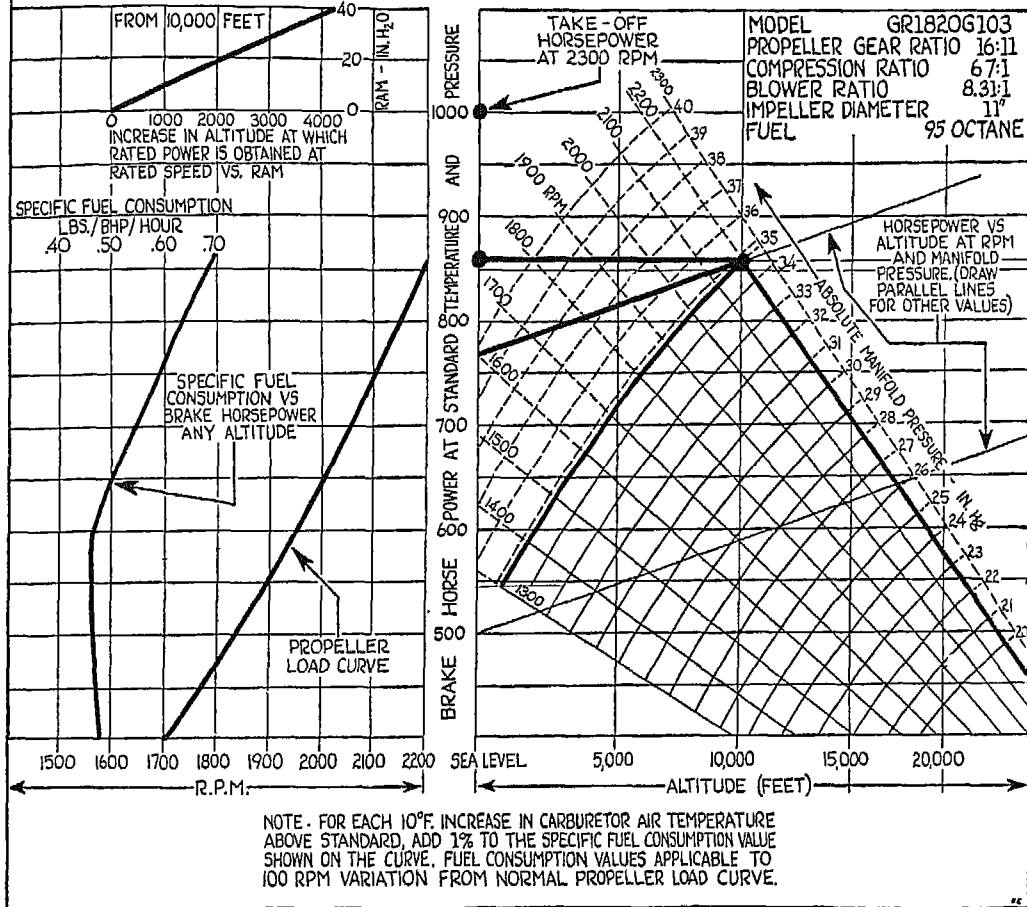 FROM 10,000 FEET
40
20
0
RAM - IN. H₂O
0 1000 2000 3000 4000
INCREASE IN ALTITUDE AT WHICH
RATED POWER IS OBTAINED AT
RATED SPEED VS. RAM
SPECIFIC FUEL CONSUMPTION
LBS./BHP/HOUR
.40 .50 .60 .70
SPECIFIC FUEL
CONSUMPTION VS
BRAKE HORSEPOWER
ANY ALTITUDE
PROPELLER
LOAD CURVE
1500 1600 1700 1800 1900 2000 2100 2200
R.P.M.
BRAKE HORSE POWER AT STANDARD TEMPERATURE AND PRESSURE
1000
900
800
700
600
500
TAKE-OFF
HORSEPOWER
AT 2300 RPM
MODEL GR1820G103
PROPELLER GEAR RATIO 16:11
COMPRESSION RATIO 67:1
BLOWER RATIO 8.31:1
IMPELLER DIAMETER 11"
FUEL 95 OCTANE
2300
2200
2100
2000
1900 RPM
1800
1700
1600
1500
1400
1300
40
39
38
37
36
35
34
33
32
31
30
29
28
27
26
25
24
23
22
21
20
ABSOLUTE MANIFOLD PRESSURE - IN Hg
HORSEPOWER VS
ALTITUDE AT RPM
AND MANIFOLD
PRESSURE. (DRAW
PARALLEL LINES
FOR OTHER VALUES)
SEA LEVEL 5,000 10,000 15,000 20,000
ALTITUDE (FEET)
NOTE - FOR EACH 10°F. INCREASE IN CARBURETOR AIR TEMPERATURE
ABOVE STANDARD, ADD 1% TO THE SPECIFIC FUEL CONSUMPTION VALUE
SHOWN ON THE CURVE. FUEL CONSUMPTION VALUES APPLICABLE TO
100 RPM VARIATION FROM NORMAL PROPELLER LOAD CURVE.